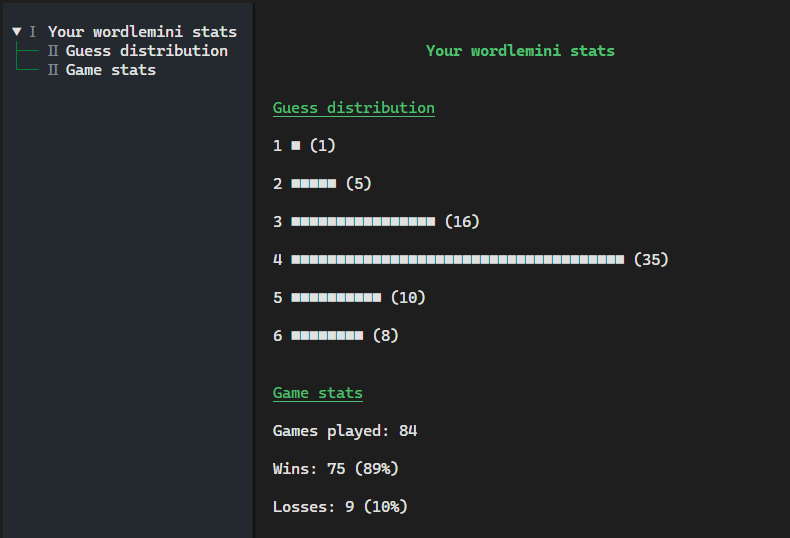 ▼ I Your wordlemini stats
II Guess distribution
II Game stats
Your wordlemini stats
Guess distribution
1 ■ (1)
2 ■■■■■ (5)
3 ■■■■■■■■■■■■■■■■ (16)
4 ■■■■■■■■■■■■■■■■■■■■■■■■■■■■■■■■■■■■■ (35)
5 ■■■■■■■■■■ (10)
6 ■■■■■■■■ (8)
Game stats
Games played: 84
Wins: 75 (89%)
Losses: 9 (10%)